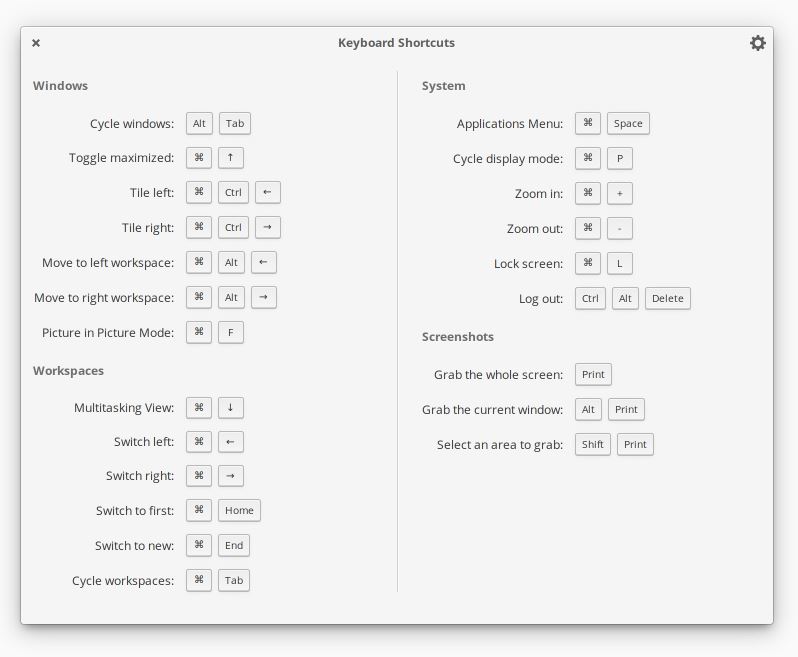 Keyboard Shortcuts
Windows
Cycle windows: Alt Tab
Toggle maximized: ⌘ ↑
Tile left: ⌘ Ctrl ←
Tile right: ⌘ Ctrl →
Move to left workspace: ⌘ Alt ←
Move to right workspace: ⌘ Alt →
Picture in Picture Mode: ⌘ F
Workspaces
Multitasking View: ⌘ ↓
Switch left: ⌘ ←
Switch right: ⌘ →
Switch to first: ⌘ Home
Switch to new: ⌘ End
Cycle workspaces: ⌘ Tab
System
Applications Menu: ⌘ Space
Cycle display mode: ⌘ P
Zoom in: ⌘ +
Zoom out: ⌘ -
Lock screen: ⌘ L
Log out: Ctrl Alt Delete
Screenshots
Grab the whole screen: Print
Grab the current window: Alt Print
Select an area to grab: Shift Print